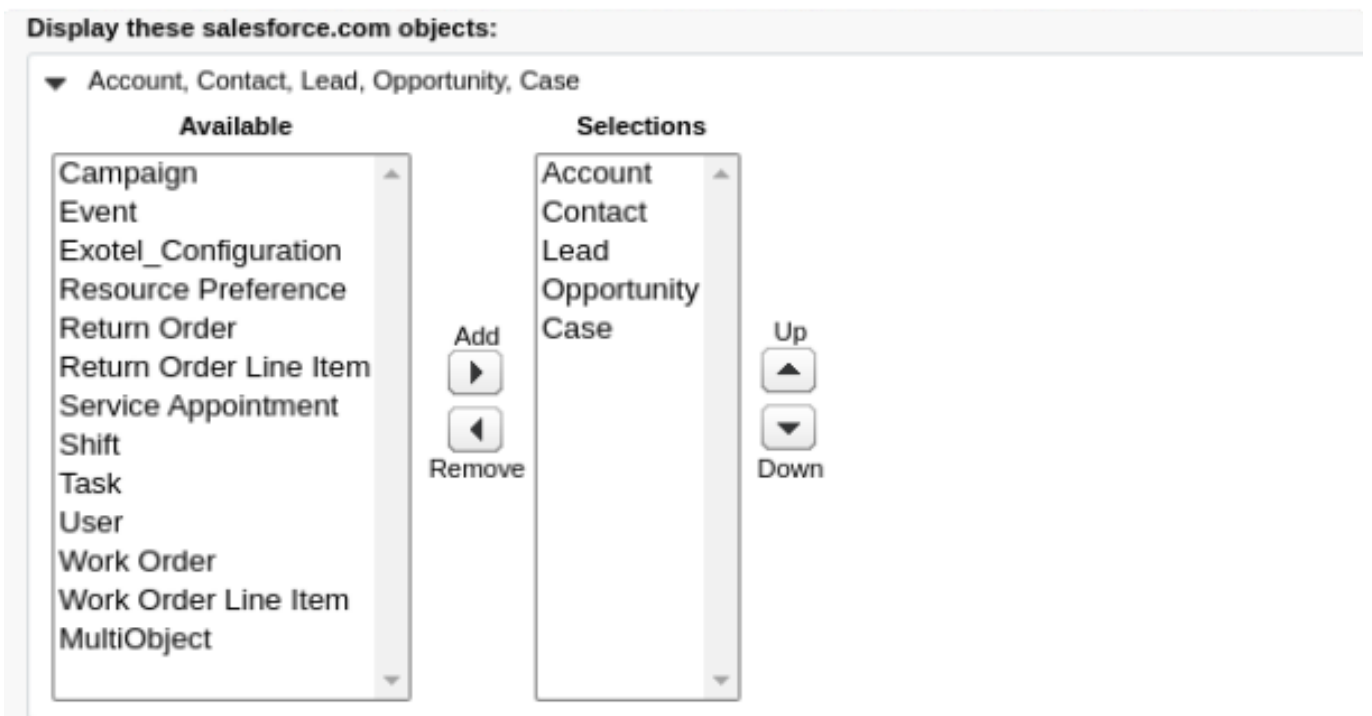 Display these salesforce.com objects:
Account, Contact, Lead, Opportunity, Case
Available
Campaign
Event
Exotel_Configuration
Resource Preference
Return Order
Return Order Line Item
Service Appointment
Shift
Task
User
Work Order
Work Order Line Item
MultiObject
Add
Remove
Selections
Account
Contact
Lead
Opportunity
Case
Up
Down